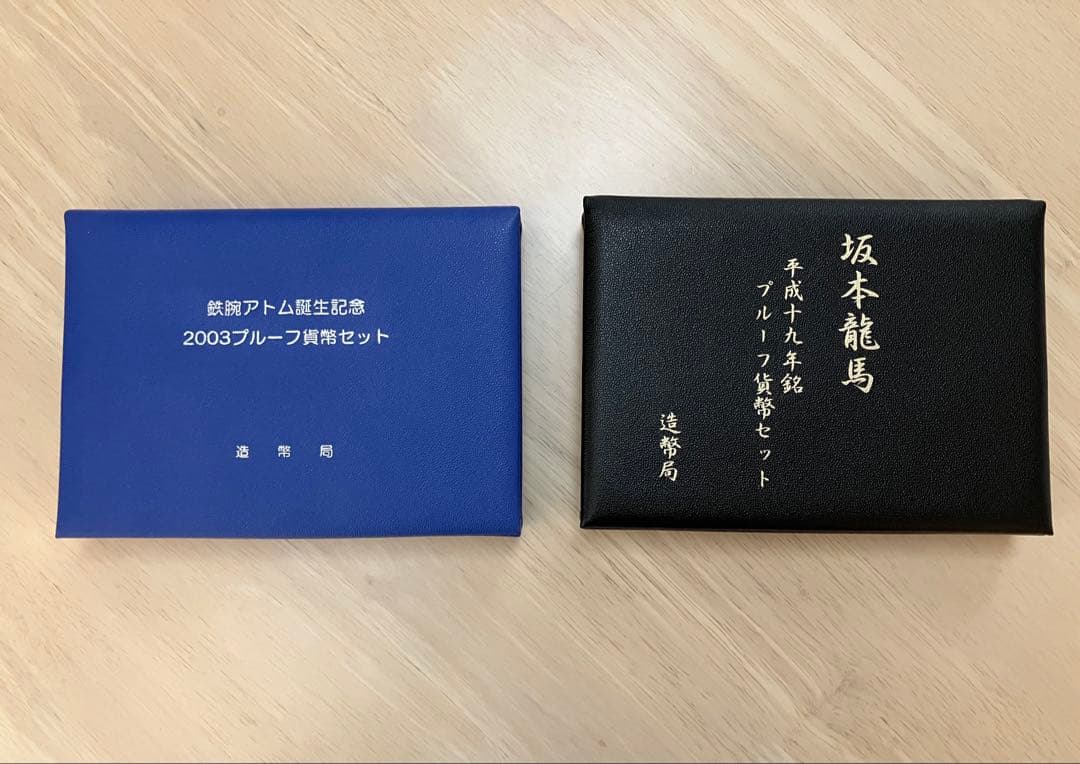 鉄腕アトム誕生記念
2003プルーフ貨幣セット
造幣局
坂本龍馬
平成十九年銘
プルーフ貨幣セット
造幣局